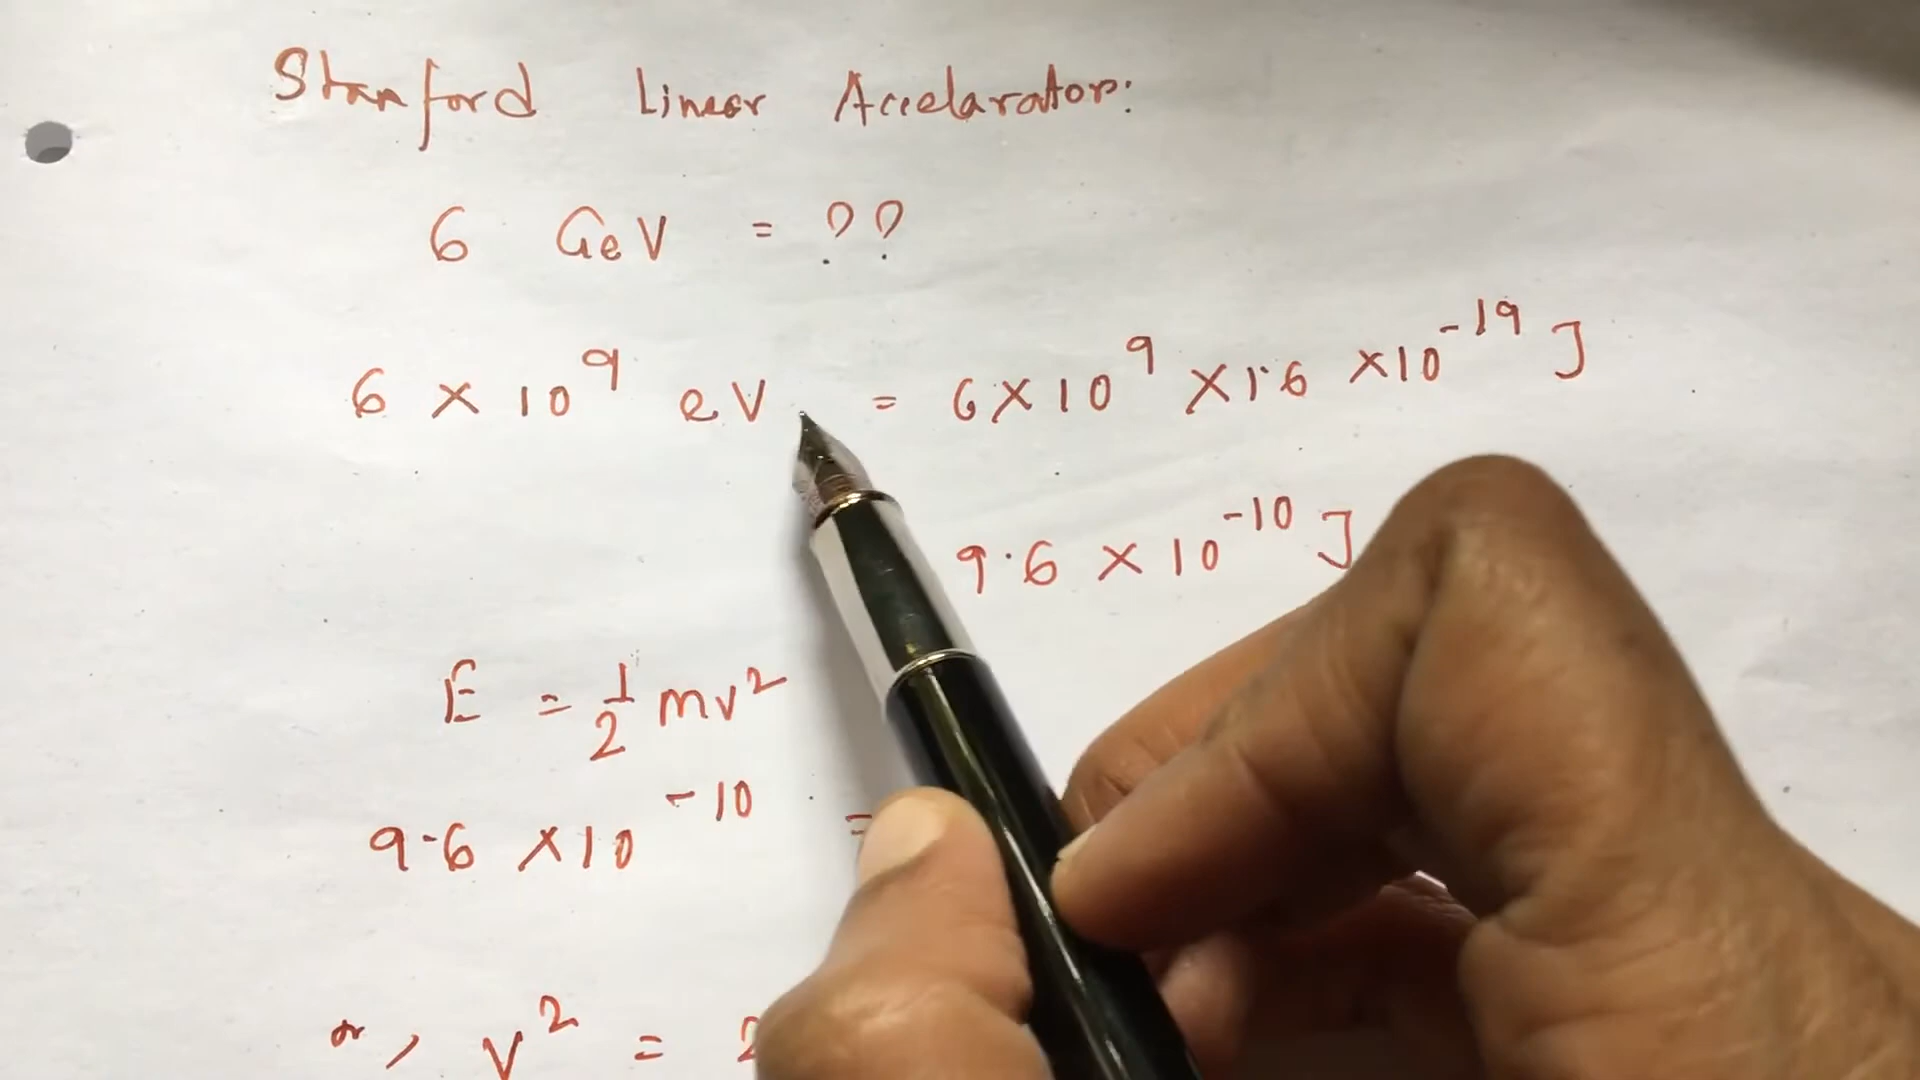 Stanford Linear Accelarator:
6 GeV = ??
6 × 10⁹ eV = 6 × 10⁹ × 1.6 × 10⁻¹⁹ J
9.6 × 10⁻¹⁰ J
E = ½ mv²
9.6 × 10⁻¹⁰ =
or, v² = 2